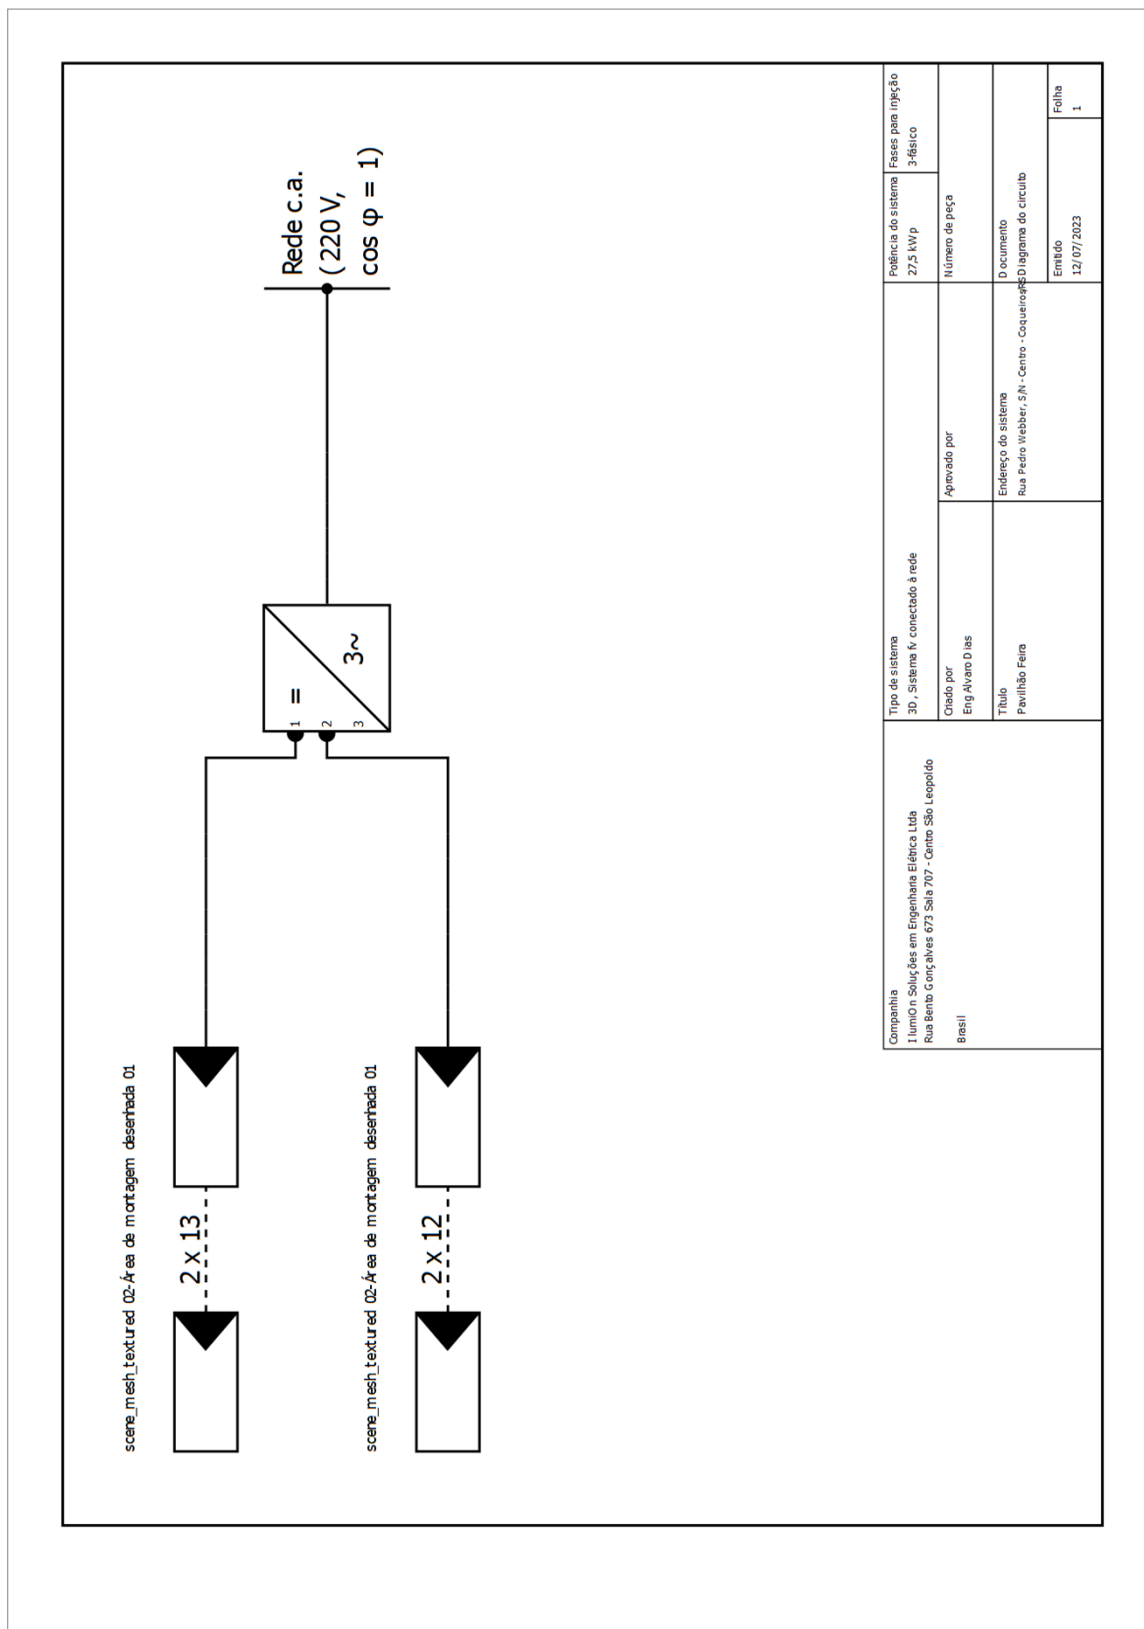 scene_mesh_textured 02-Área de montagem desenhada 01
2 x 13
scene_mesh_textured 02-Área de montagem desenhada 01
2 x 12
1
2
3
=
3~
Rede c.a.
(220 V,
cos φ = 1)
Companhia
IlumiOn Soluções em Engenharia Elétrica Ltda
Rua Bento Gonçalves 673 Sala 707 - Centro São Leopoldo
Brasil
Tipo de sistema
3D, Sistema fv conectado à rede
Potência do sistema
27,5 kWp
Fases para injeção
3-fásico
Criado por
Eng Alvaro Dias
Aprovado por
Número de peça
Título
Pavilhão Feira
Endereço do sistema
Rua Pedro Webber, S/N - Centro - Coqueiros/RS
Documento
Diagrama do circuito
Emitido
12/07/2023
Folha
1